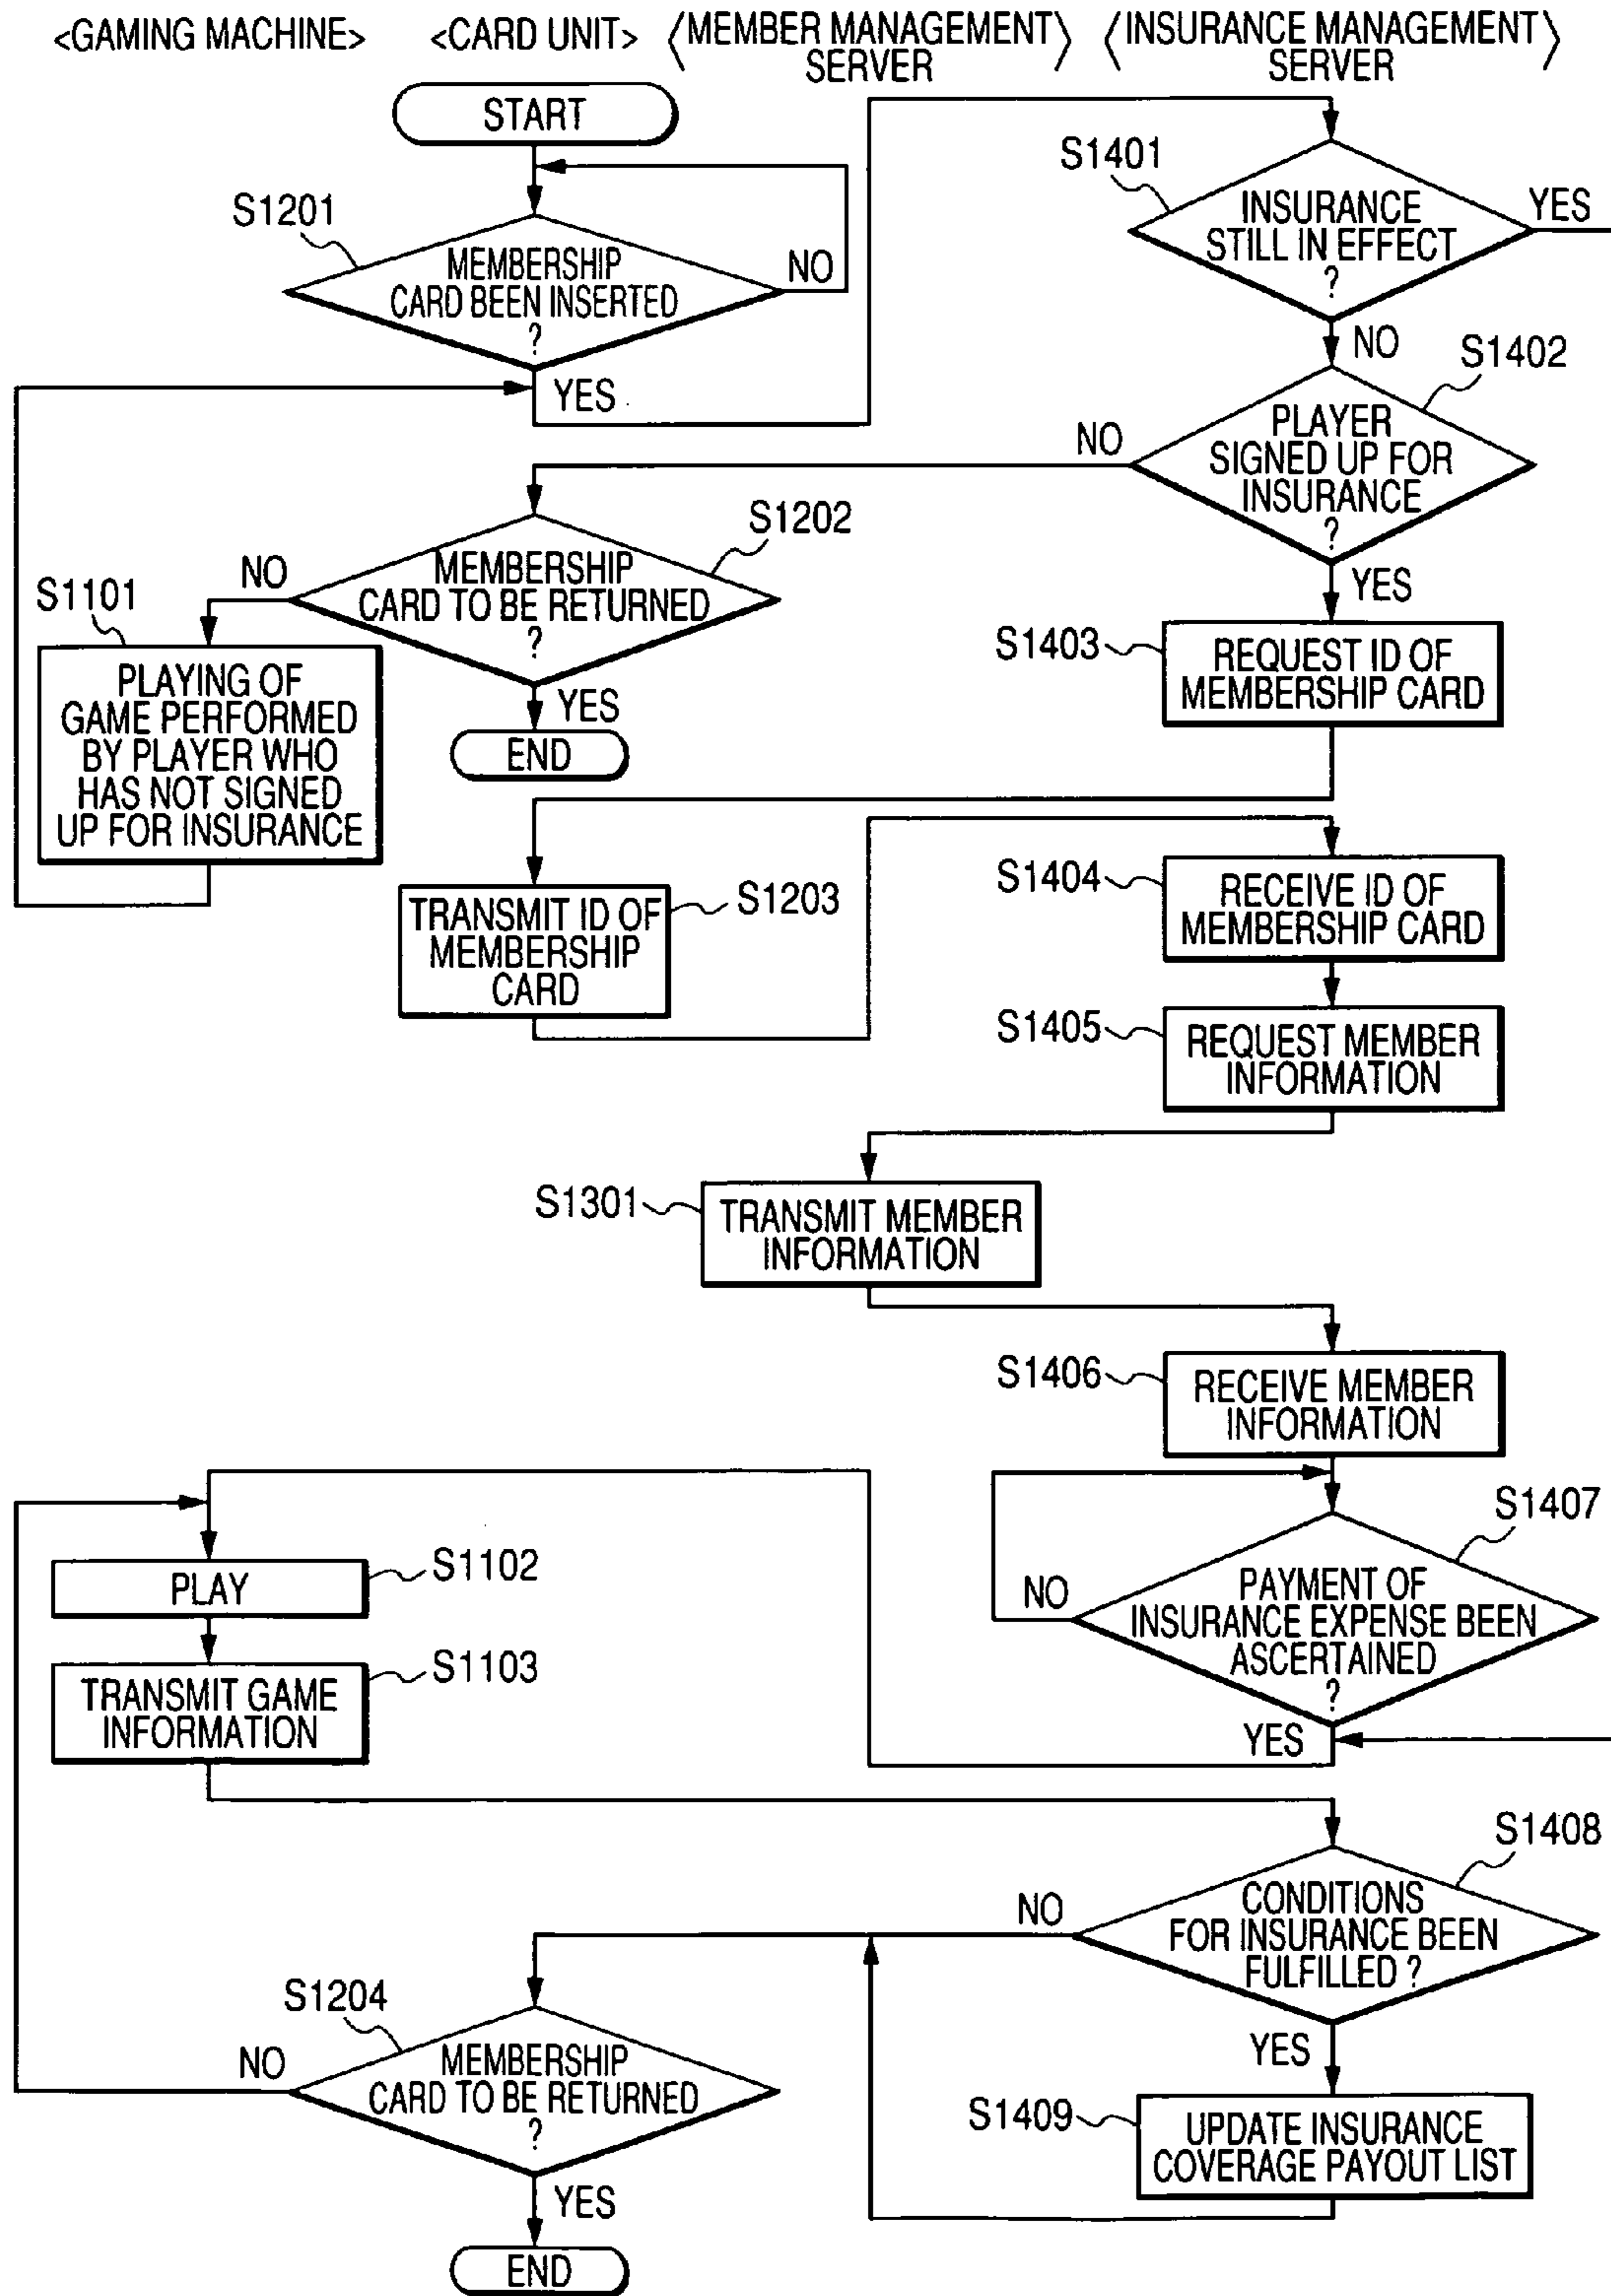 <GAMING MACHINE>
<CARD UNIT>
<MEMBER MANAGEMENT
SERVER>
<INSURANCE MANAGEMENT
SERVER>
START
S1201
MEMBERSHIP
CARD BEEN INSERTED
?
NO
YES
S1401
INSURANCE
STILL IN EFFECT
?
YES
NO
S1402
PLAYER
SIGNED UP FOR
INSURANCE
?
NO
YES
S1202
MEMBERSHIP
CARD TO BE RETURNED
?
NO
YES
END
S1101
PLAYING OF
GAME PERFORMED
BY PLAYER WHO
HAS NOT SIGNED
UP FOR INSURANCE
S1403
REQUEST ID OF
MEMBERSHIP CARD
S1203
TRANSMIT ID OF
MEMBERSHIP
CARD
S1404
RECEIVE ID OF
MEMBERSHIP CARD
S1405
REQUEST MEMBER
INFORMATION
S1301
TRANSMIT MEMBER
INFORMATION
S1406
RECEIVE MEMBER
INFORMATION
S1407
PAYMENT OF
INSURANCE EXPENSE BEEN
ASCERTAINED
?
NO
YES
S1102
PLAY
S1103
TRANSMIT GAME
INFORMATION
S1408
CONDITIONS
FOR INSURANCE BEEN
FULFILLED ?
NO
YES
S1204
MEMBERSHIP
CARD TO BE RETURNED
?
NO
YES
END
S1409
UPDATE INSURANCE
COVERAGE PAYOUT LIST